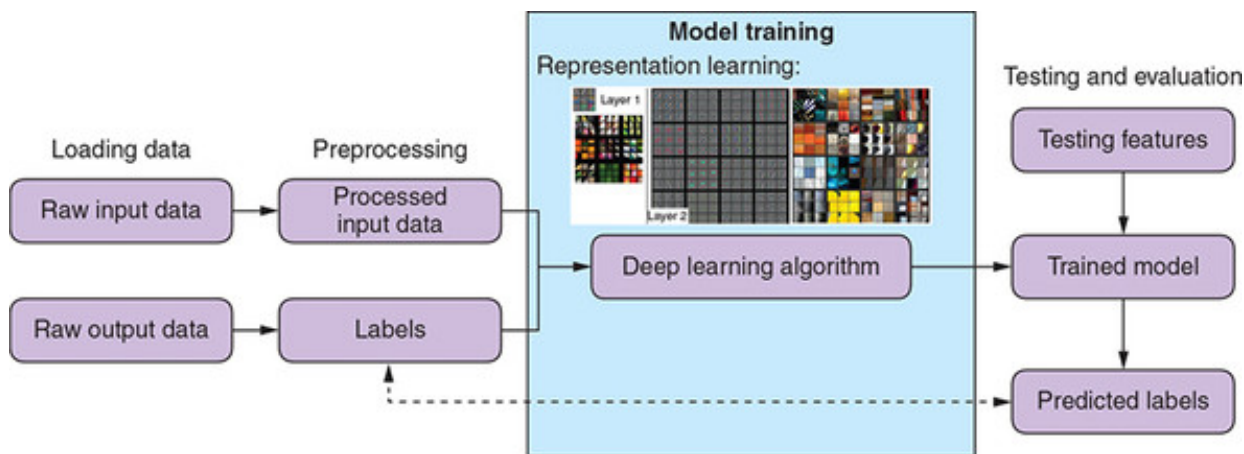 Model training
Representation learning:
Layer 1
Layer 2
Testing and evaluation
Testing features
Loading data
Preprocessing
Raw input data
Processed
input data
Deep learning algorithm
Trained model
Raw output data
Labels
Predicted labels